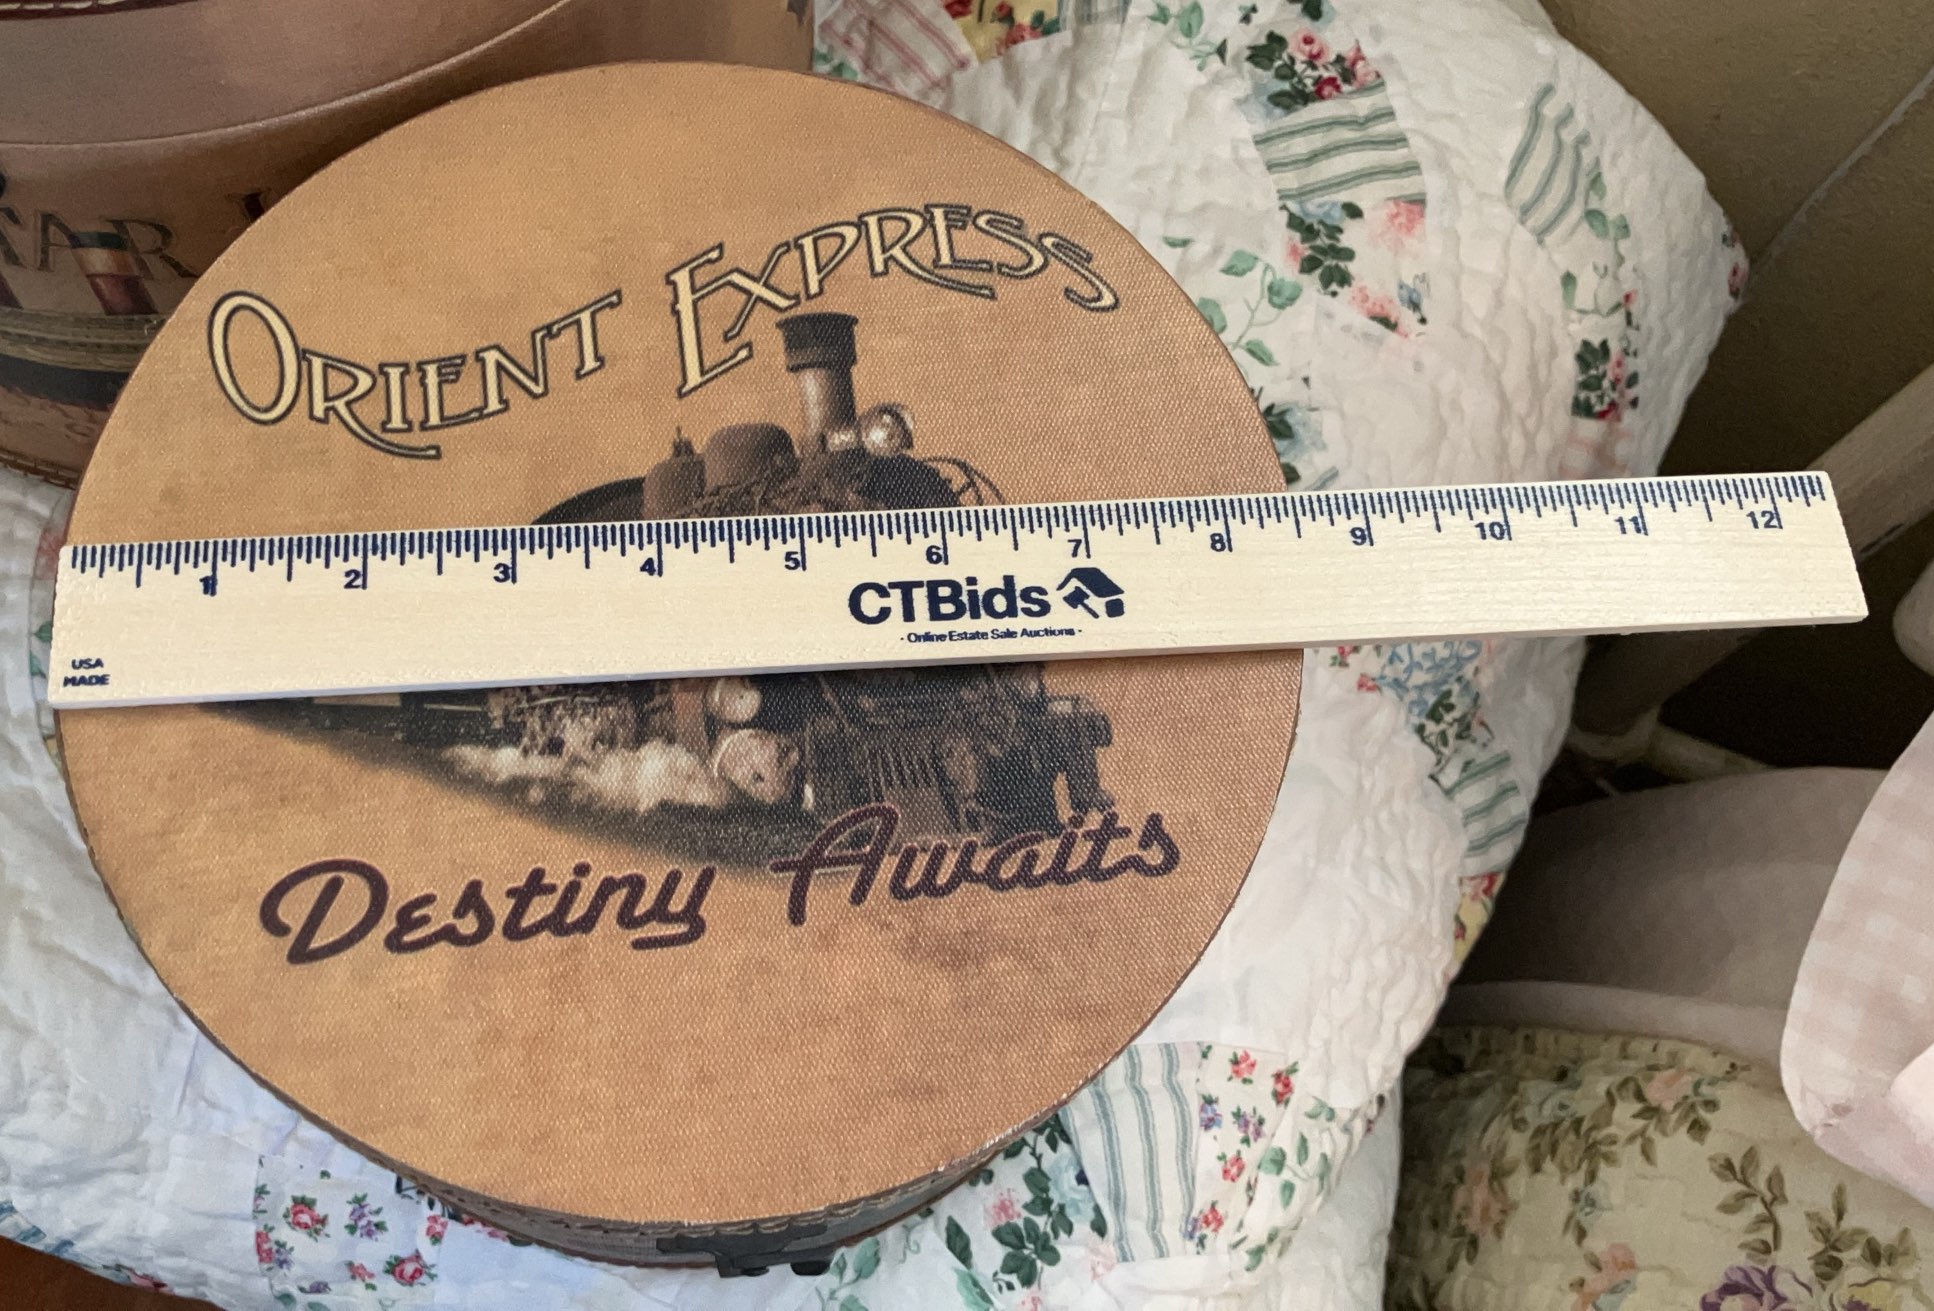 ORIENT EXPRESS
1 2 3 4 5 6 7 8 9 10 11 12
CTBids
- Online Estate Sale Auctions -
USA
MADE
Destiny Awaits